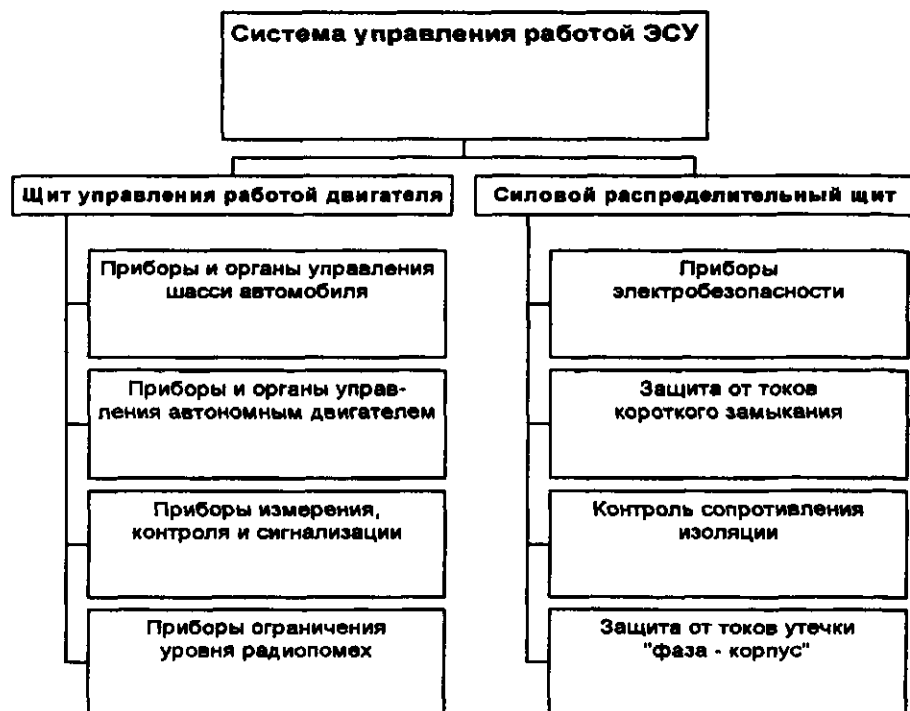 Система управления работой ЭСУ
Щит управления работой двигателя
Приборы и органы управления
шасси автомобиля
Приборы и органы управ-
ления автономным двигателем
Приборы измерения,
контроля и сигнализации
Приборы ограничения
уровня радиопомех
Силовой распределительный щит
Приборы
электробезопасности
Защита от токов
короткого замыкания
Контроль сопротивления
изоляции
Защита от токов утечки
"фаза - корпус"